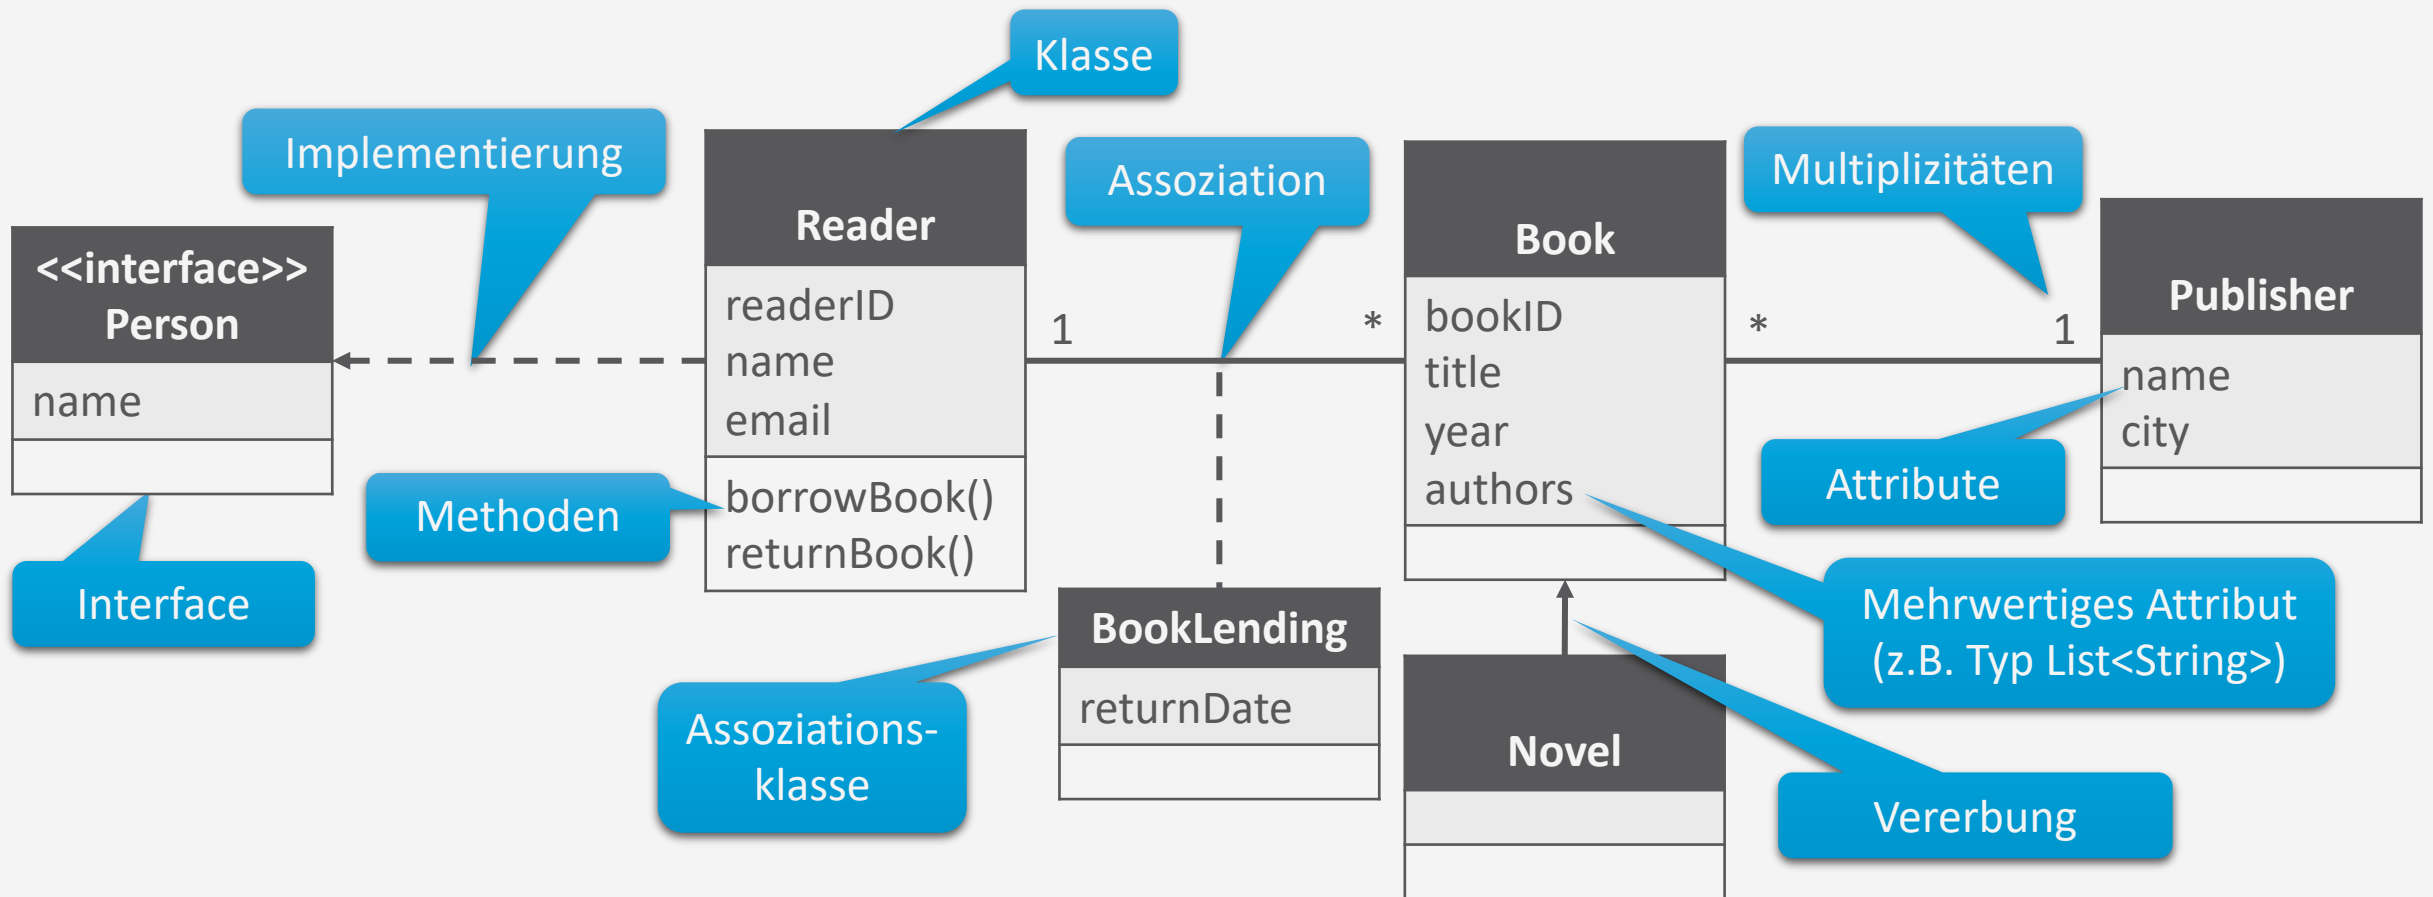 Klasse
Implementierung
Assoziation
Multiplizitäten
<<interface>>
Person
name
Interface
Reader
readerID
name
email
borrowBook()
returnBook()
Methoden
1
*
Book
bookID
title
year
authors
*
1
Publisher
name
city
Attribute
Mehrwertiges Attribut
(z.B. Typ List<String>)
BookLending
returnDate
Assoziations-
klasse
Novel
Vererbung